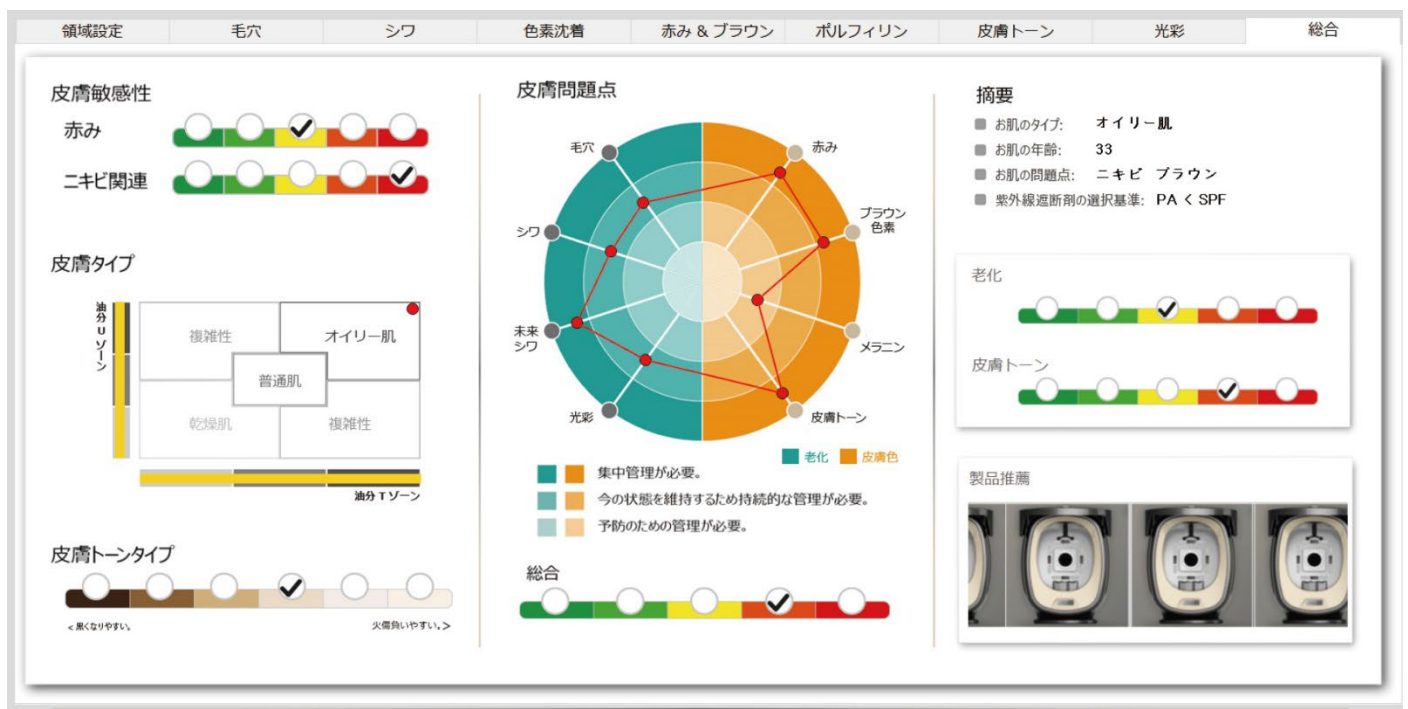 領域設定
毛穴
シワ
色素沈着
赤み & ブラウン
ポルフィリン
皮膚トーン
光彩
総合
皮膚敏感性
赤み
ニキビ関連
皮膚タイプ
油分 U ゾーン
複雑性
オイリー肌
普通肌
乾燥肌
複雑性
油分 T ゾーン
皮膚トーンタイプ
< 黒くなりやすい。
火傷負いやすい。>
皮膚問題点
毛穴
赤み
シワ
ブラウン
色素
未来
シワ
メラニン
光彩
皮膚トーン
老化
皮膚色
集中管理が必要。
今の状態を維持するため持続的な管理が必要。
予防のための管理が必要。
総合
摘要
お肌のタイプ: オイリー肌
お肌の年齢: 33
お肌の問題点: ニキビ ブラウン
紫外線遮断剤の選択基準: PA < SPF
老化
皮膚トーン
製品推薦